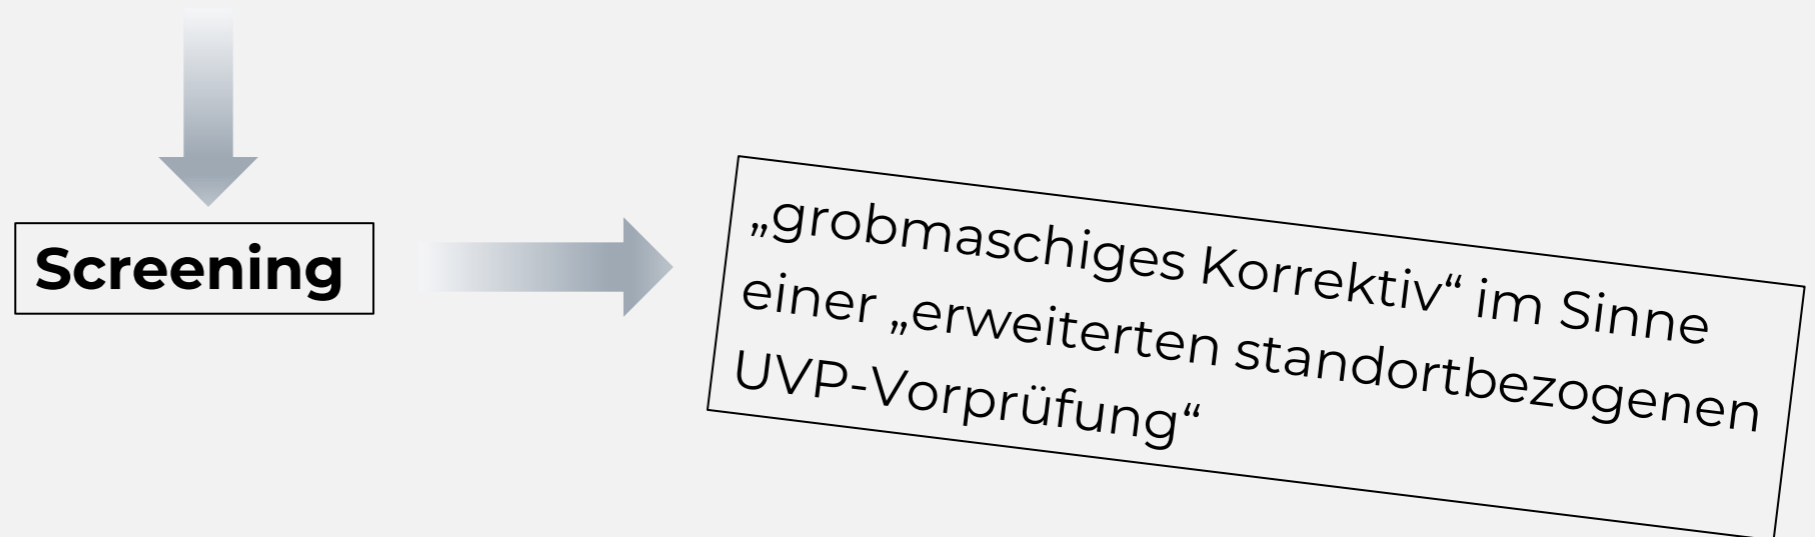 Screening
„grobmaschiges Korrektiv“ im Sinne
einer „erweiterten standortbezogenen
UVP-Vorprüfung“